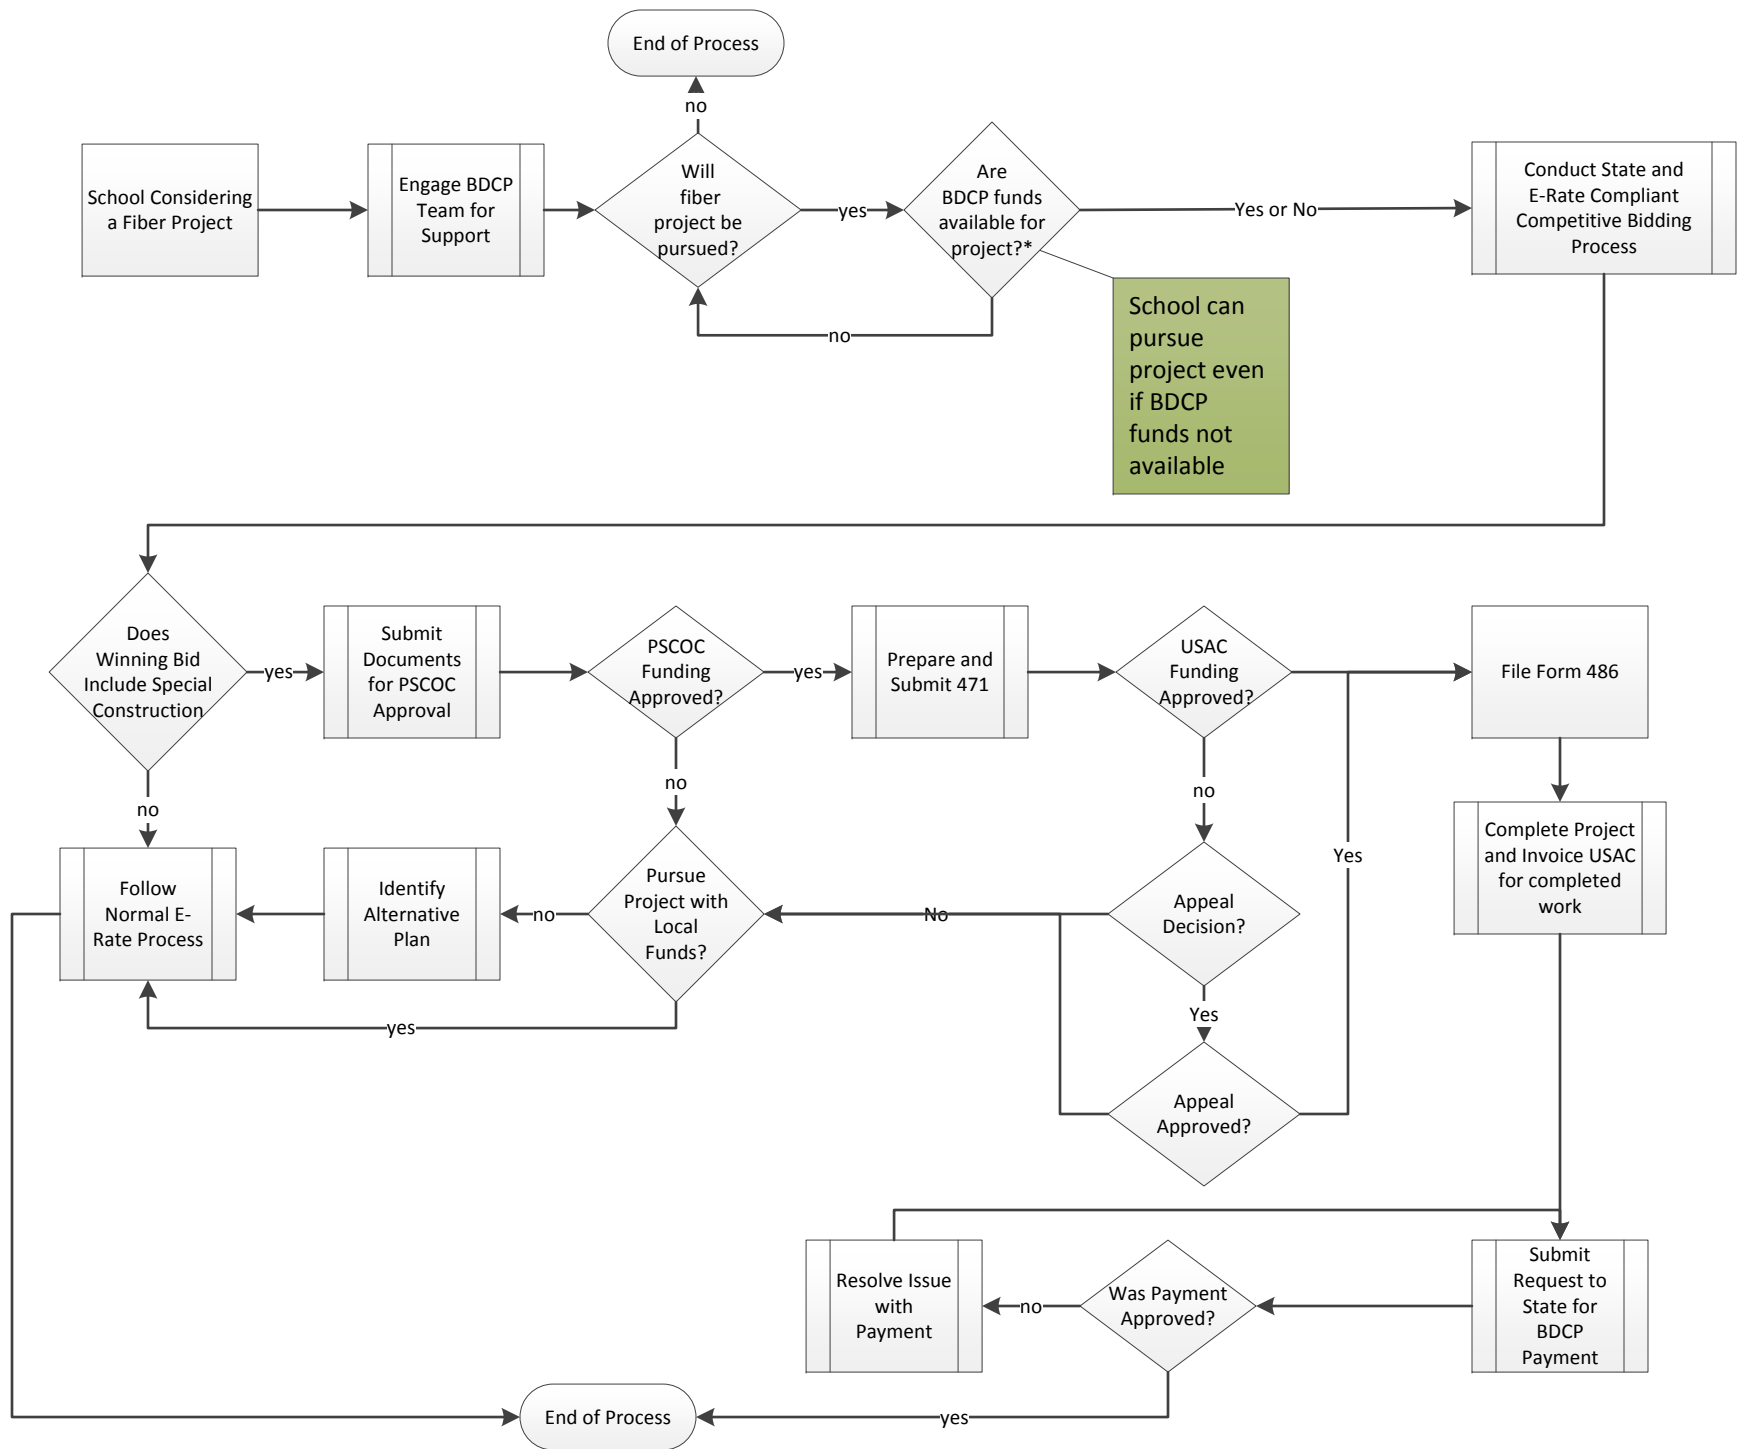 End of Process
no
School Considering
a Fiber Project
Engage BDCP
Team for
Support
Will
fiber
project be
pursued?
yes
Are
BDCP funds
available for
project?*
Yes or No
Conduct State and
E-Rate Compliant
Competitive Bidding
Process
no
School can
pursue
project even
if BDCP
funds not
available
Does
Winning Bid
Include Special
Construction
yes
Submit
Documents
for PSCOC
Approval
PSCOC
Funding
Approved?
yes
Prepare and
Submit 471
USAC
Funding
Approved?
File Form 486
no
no
no
Follow
Normal E-
Rate Process
Identify
Alternative
Plan
no
Pursue
Project with
Local
Funds?
No
Appeal
Decision?
Yes
Complete Project
and Invoice USAC
for completed
work
yes
Yes
Appeal
Approved?
Resolve Issue
with
Payment
no
Was Payment
Approved?
Submit
Request to
State for
BDCP
Payment
End of Process
yes